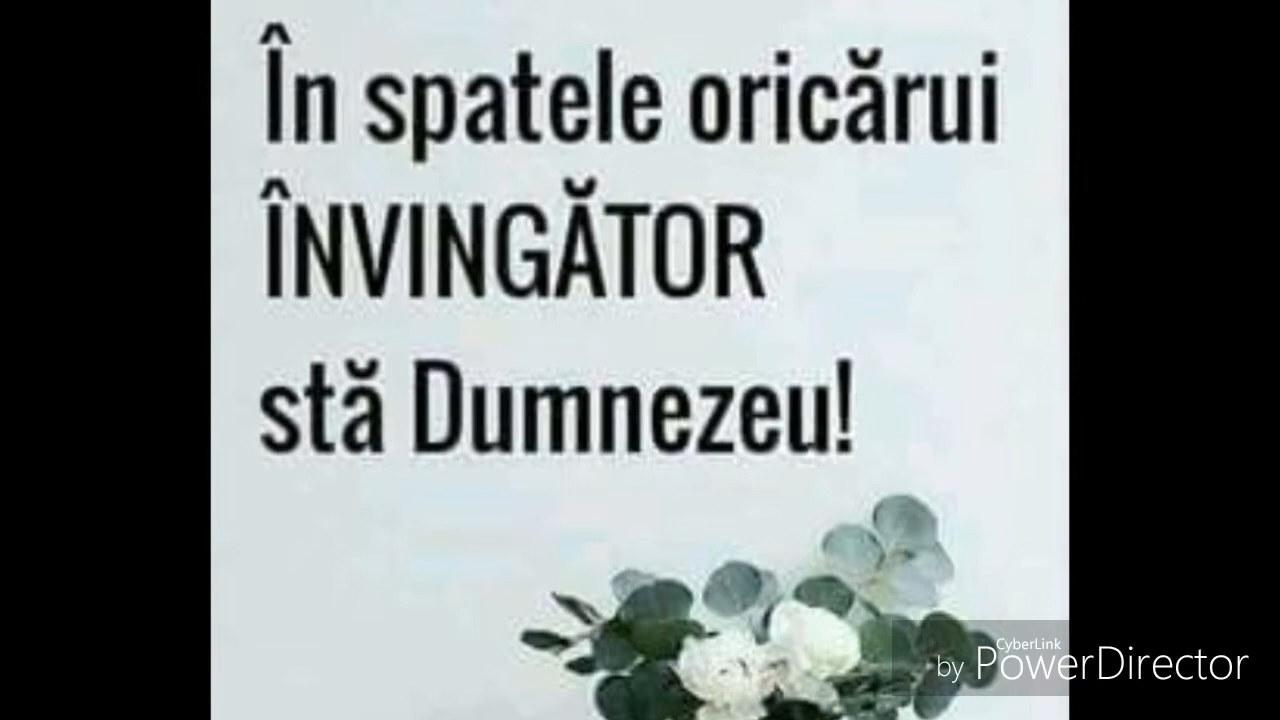 În spatele oricărui
ÎNVINGĂTOR
stă Dumnezeu!
CyberLink
by PowerDirector